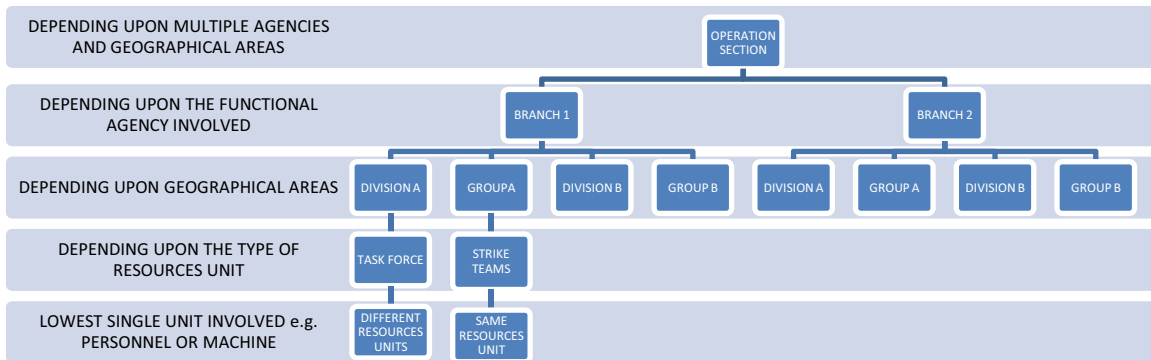 DEPENDING UPON MULTIPLE AGENCIES
AND GEOGRAPHICAL AREAS
OPERATION
SECTION
DEPENDING UPON THE FUNCTIONAL
AGENCY INVOLVED
BRANCH 1
BRANCH 2
DEPENDING UPON GEOGRAPHICAL AREAS
DIVISION A
GROUP A
DIVISION B
GROUP B
DIVISION A
GROUP A
DIVISION B
GROUP B
DEPENDING UPON THE TYPE OF
RESOURCES UNIT
TASK FORCE
STRIKE
TEAMS
LOWEST SINGLE UNIT INVOLVED e.g.
PERSONNEL OR MACHINE
DIFFERENT
RESOURCES
UNITS
SAME
RESOURCES
UNIT